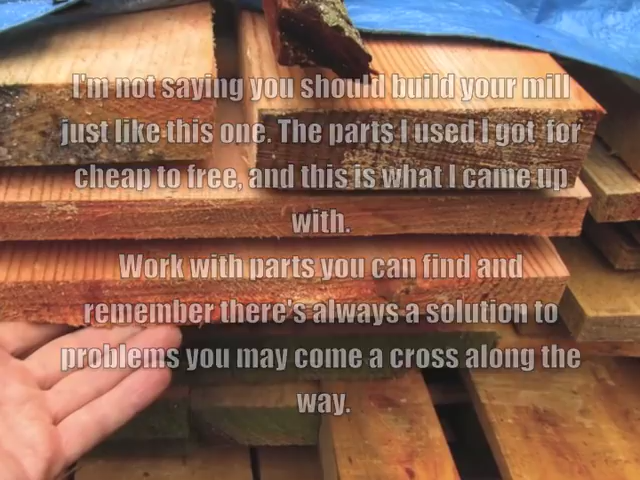 I'm not saying you should build your mill
just like this one. The parts I used I got for
cheap to free, and this is what I came up
with.
Work with parts you can find and
remember there's always a solution to
problems you may come a cross along the
way.